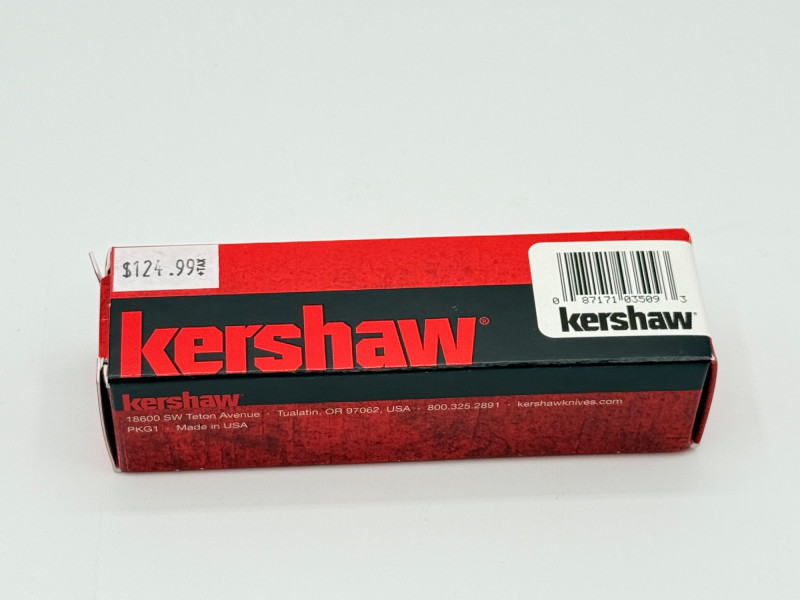 $124.99 +TAX
0 87171 03509 3
kershaw
kershaw®
kershaw
18600 SW Teton Avenue · Tualatin, OR 97062, USA · 800.325.2891 · kershawknives.com
PKG1 · Made in USA